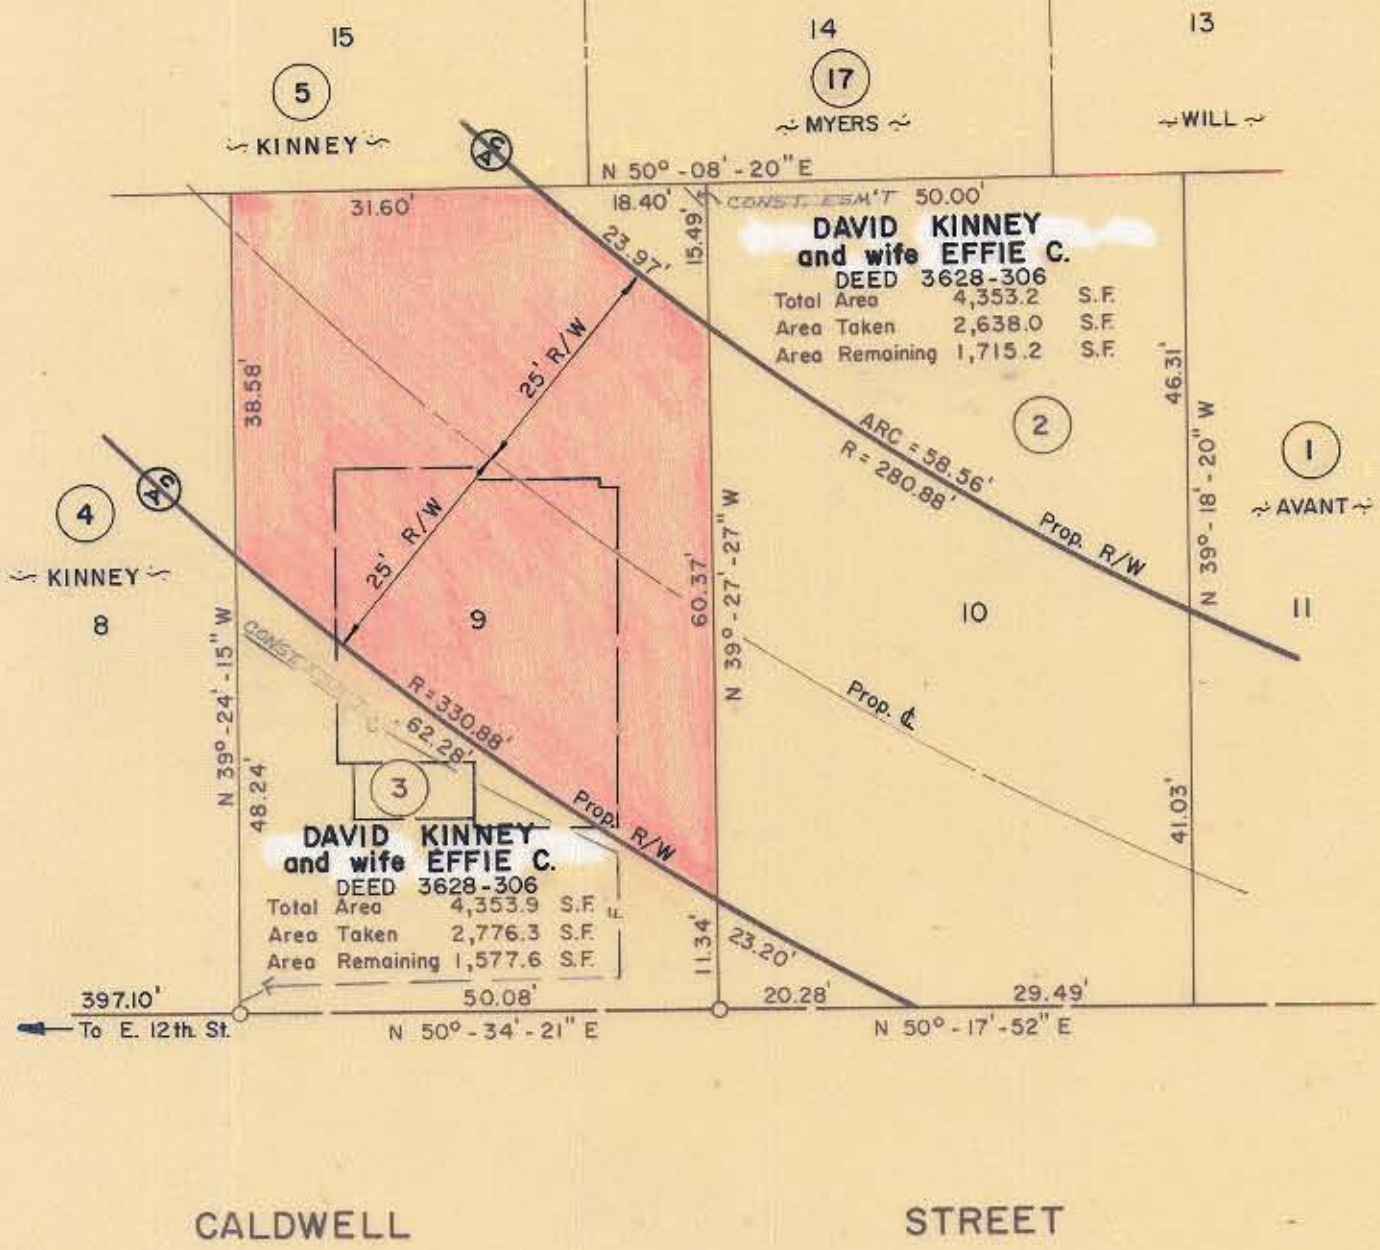 15
14
13
5
17
~ KINNEY ~
~ MYERS ~
~ WILL ~
CA
N 50° -08' -20" E
31.60'
18.40'
CONST. ESM'T
50.00'
15.49'
23.97'
DAVID KINNEY
and wife EFFIE C.
DEED 3628-306
Total Area 4,353.2 S.F.
Area Taken 2,638.0 S.F.
Area Remaining 1,715.2 S.F.
25' R/W
38.58'
46.31'
2
ARC = 58.56'
R = 280.88'
N 39° - 18' - 20" W
1
~ AVANT ~
CA
4
~ KINNEY ~
8
25' R/W
Prop. R/W
60.37'
N 39° - 27' - 27" W
9
10
11
N 39° - 24' - 15" W
CONST.
R = 330.88'
62.28'
Prop. ℄
48.24'
3
Prop. R/W
41.03'
DAVID KINNEY
and wife EFFIE C.
DEED 3628-306
Total Area 4,353.9 S.F.
Area Taken 2,776.3 S.F.
Area Remaining 1,577.6 S.F.
11.34'
23.20'
397.10'
50.08'
20.28'
29.49'
To E. 12th. St.
N 50° - 34' - 21" E
N 50° - 17' - 52" E
CALDWELL STREET